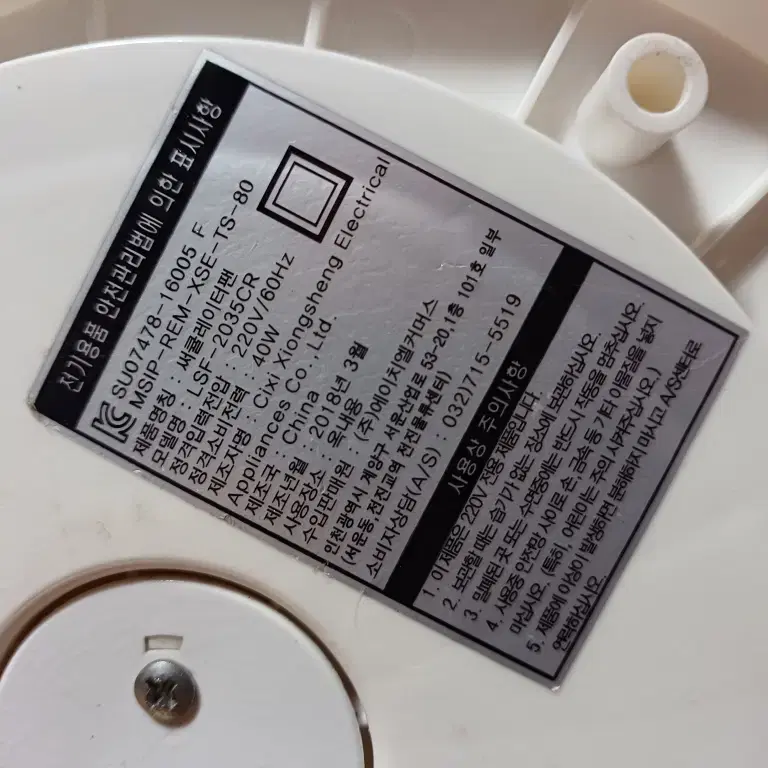 전기용품 안전관리법에 의한 표시사항
SU07478-16005 F
MSIP-REM-XSE-TS-80
제품명칭 : 써큘레이터팬
모델명 : LSF-2035CR
정격입력전압 : 220V/60Hz
정격소비전력 : 40W
제조자명 : Cixi Xiongsheng Electrical
Appliances Co., Ltd.
제조국 : China
제조년월 : 2018년 3월
사용장소 : 옥내용
수입판매원 : (주)에이치엘커머스
인천광역시 계양구 서운산업로 53-20,1층 101호 일부
(서운동, 전진교역 전진물류센터)
소비자상담(A/S) : 032)715-5519
사용상 주의사항
1. 이 제품은 220V 전용 제품입니다.
2. 보관할 때는 습기가 없는 장소에 보관하십시오.
3. 밀폐된 곳 또는 수면중에는 반드시 작동을 멈추십시오.
4. 사용중 안전망 사이로 손, 금속 등 기타 이물질을 넣지
마십시오. (특히, 어린이는 주의 시켜주십시오.)
5. 제품에 이상이 발생하면 분해하지 마시고 A/S센터로
연락하십시오.